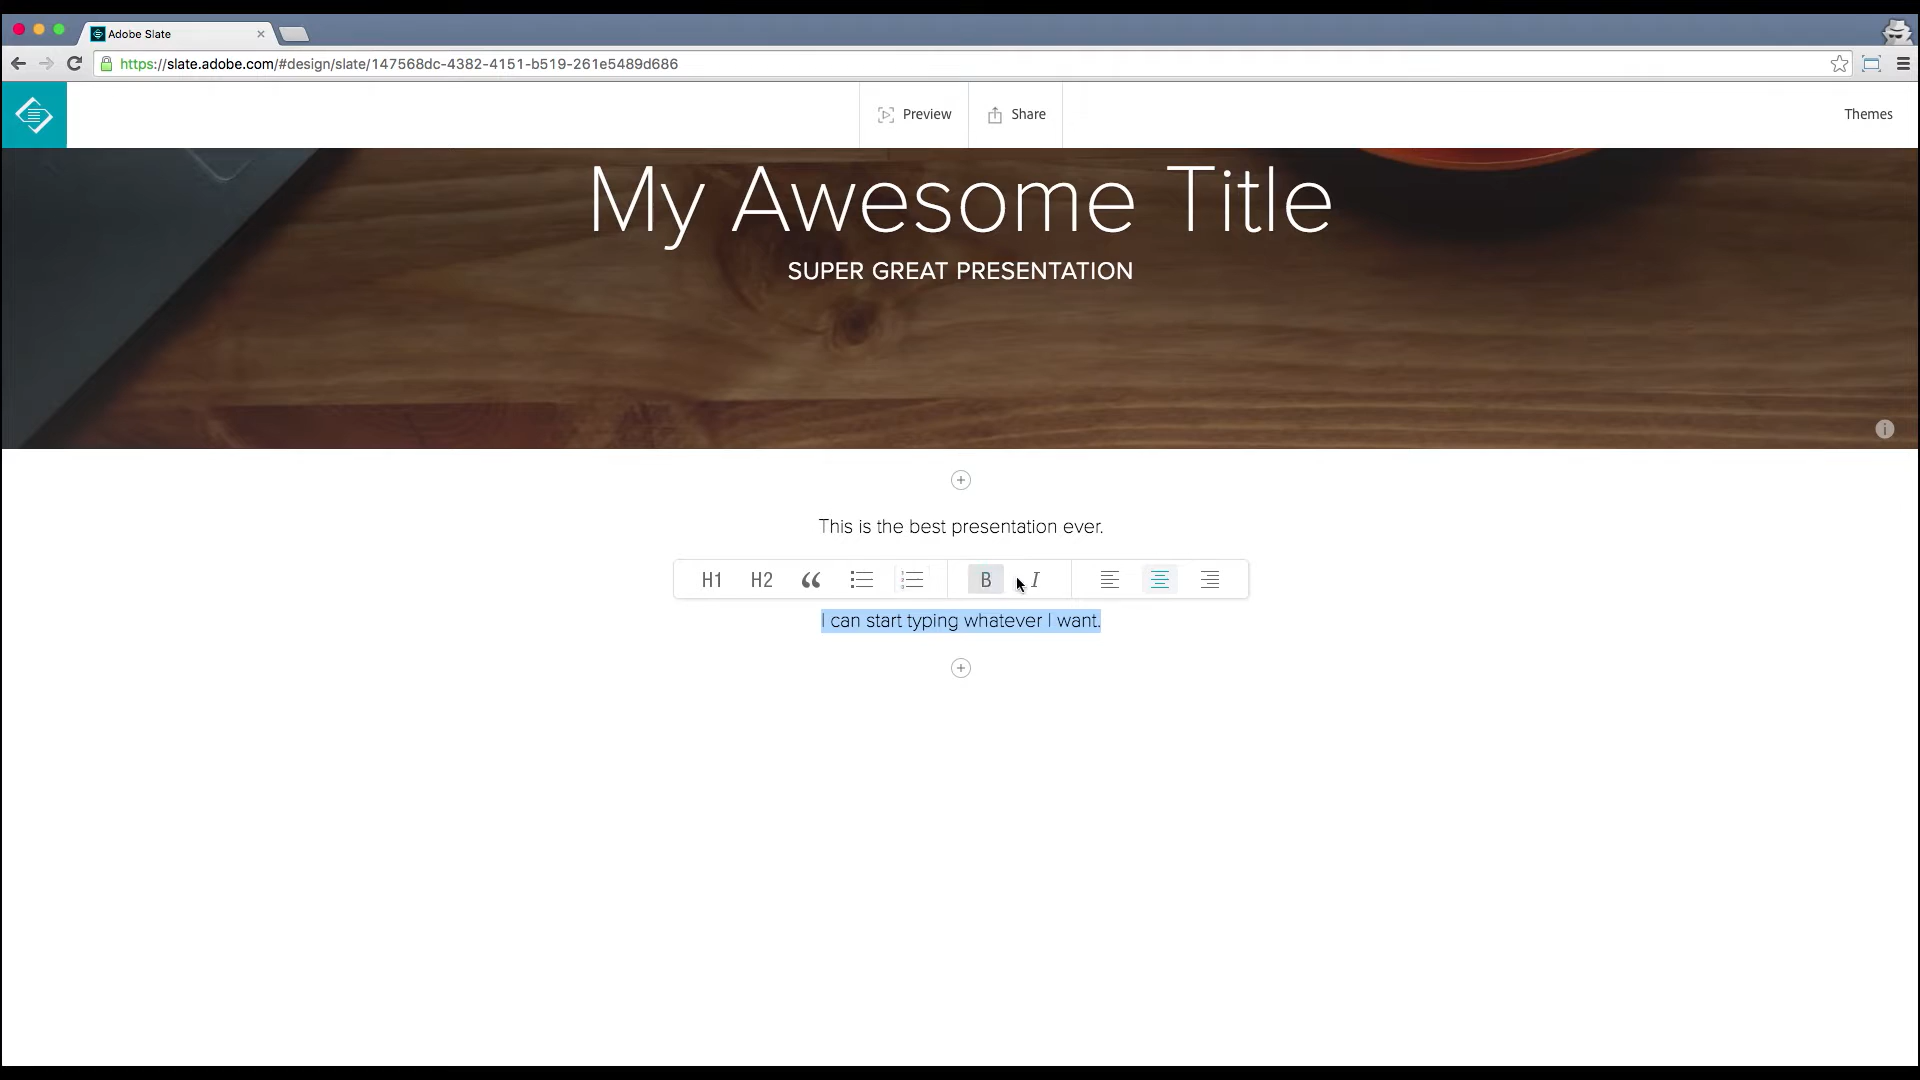 Adobe Slate
https://slate.adobe.com/#design/slate/147568dc-4382-4151-b519-261e5489d686
Preview
Share
Themes
My Awesome Title
SUPER GREAT PRESENTATION
This is the best presentation ever.
H1 H2 “ B I
I can start typing whatever I want.